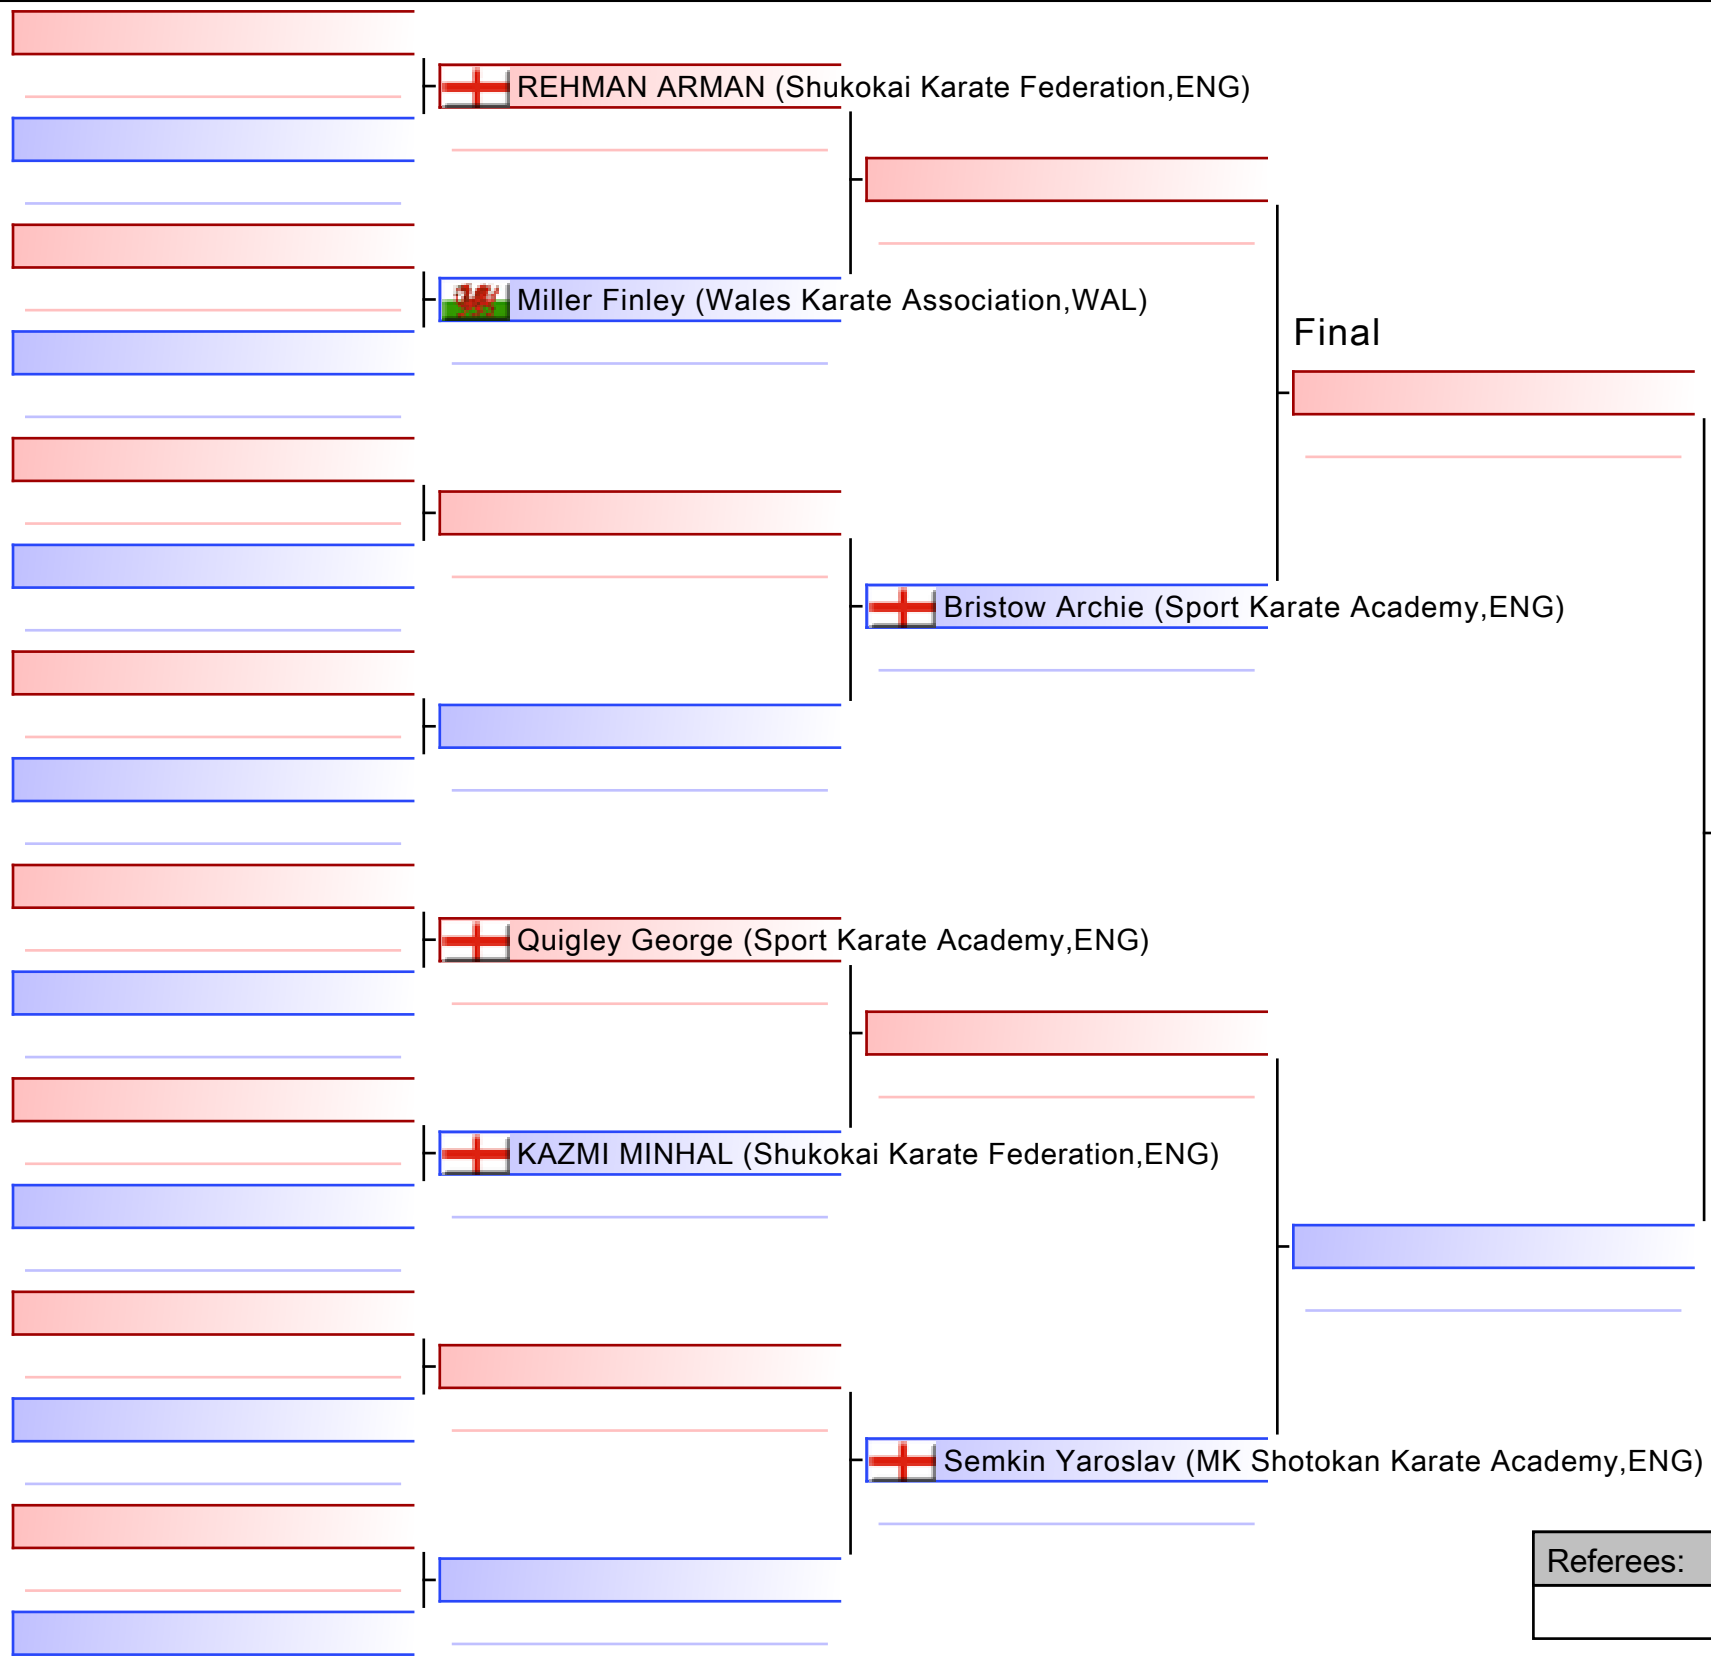 REHMAN ARMAN (Shukokai Karate Federation,ENG)
Miller Finley (Wales Karate Association,WAL)
Final
Bristow Archie (Sport Karate Academy,ENG)
Quigley George (Sport Karate Academy,ENG)
KAZMI MINHAL (Shukokai Karate Federation,ENG)
Semkin Yaroslav (MK Shotokan Karate Academy,ENG)
Referees: